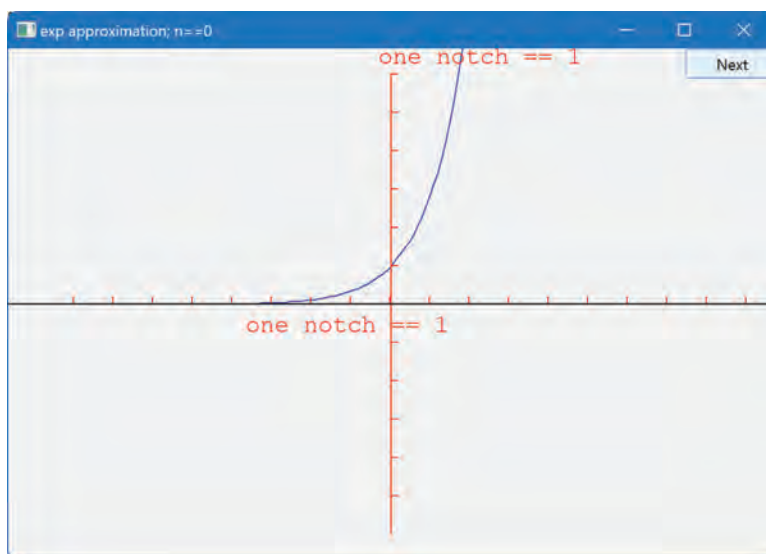 exp approximation; n==0
one notch == 1
Next
one notch == 1